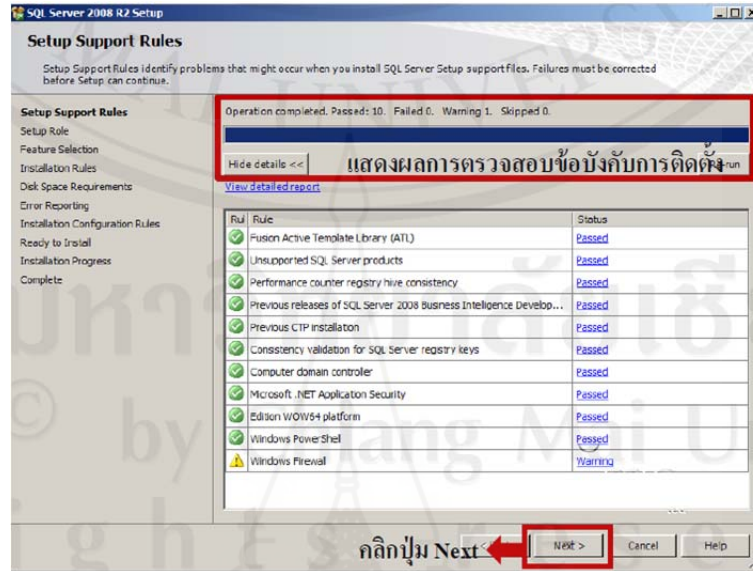 SQL Server 2008 R2 Setup
Setup Support Rules
Setup Support Rules identify problems that might occur when you install SQL Server Setup support files. Failures must be corrected
before Setup can continue.
Setup Support Rules
Setup Role
Feature Selection
Installation Rules
Disk Space Requirements
Error Reporting
Installation Configuration Rules
Ready to Install
Installation Progress
Complete
Operation completed. Passed: 10. Failed 0. Warning 1. Skipped 0.
Hide details <<
แสดงผลการตรวจสอบข้อบังคับการติดตั้ง
View detailed report
Rul Rule Status
Fusion Active Template Library (ATL) Passed
Unsupported SQL Server products Passed
Performance counter registry hive consistency Passed
Previous releases of SQL Server 2008 Business Intelligence Develop... Passed
Previous CTP installation Passed
Consistency validation for SQL Server registry keys Passed
Computer domain controller Passed
Microsoft .NET Application Security Passed
Edition WOW64 platform Passed
Windows PowerShell Passed
Windows Firewall Warning
คลิกปุ่ม Next
Next >
Cancel
Help